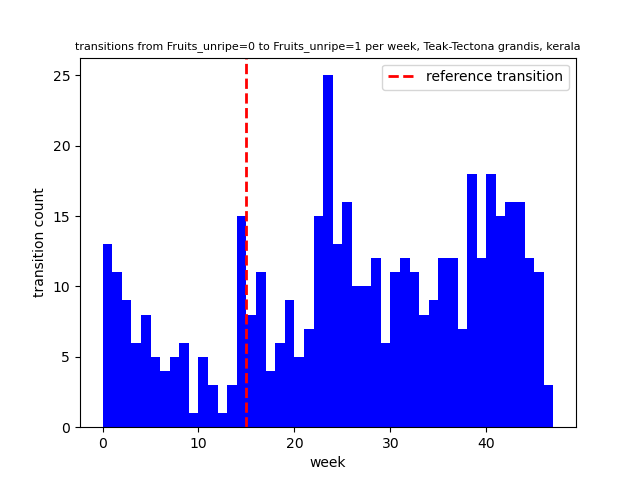 transitions from Fruits_unripe=0 to Fruits_unripe=1 per week, Teak-Tectona grandis, kerala
reference transition
25
20
15
10
5
0
transition count
0 10 20 30 40
week